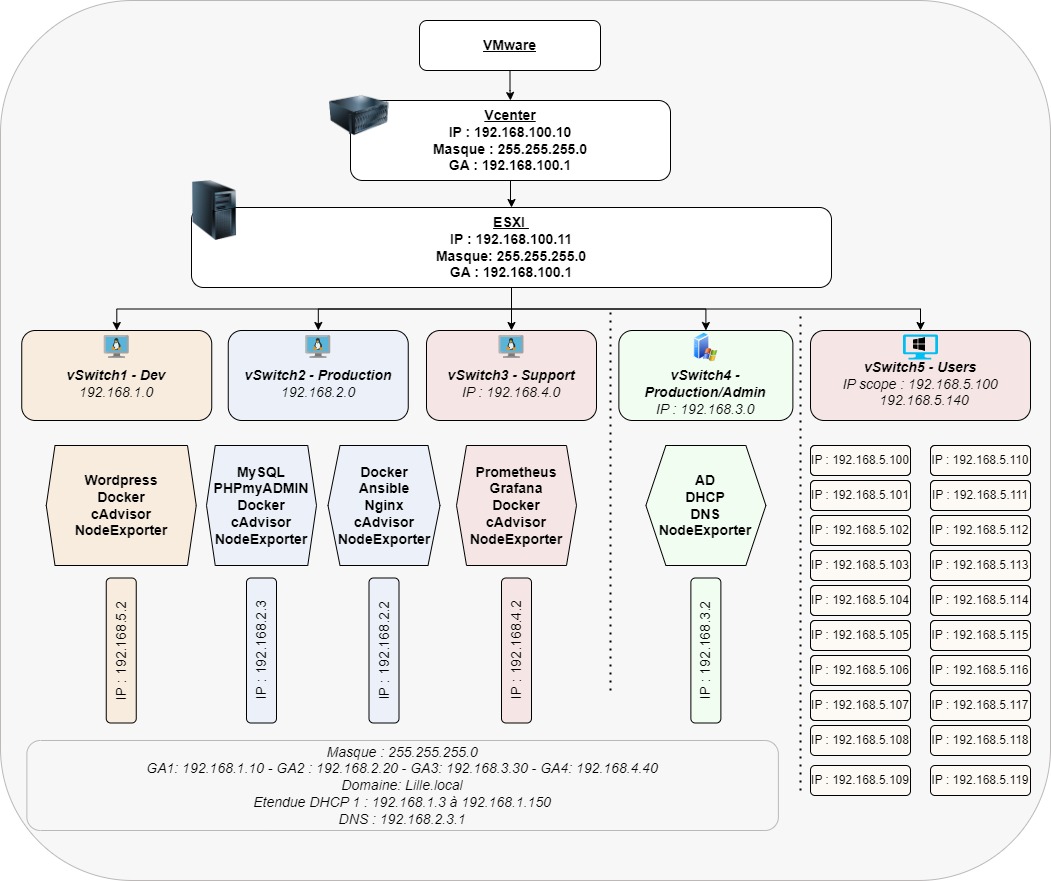 VMware
Vcenter
IP : 192.168.100.10
Masque : 255.255.255.0
GA : 192.168.100.1
ESXI
IP : 192.168.100.11
Masque: 255.255.255.0
GA : 192.168.100.1
vSwitch1 - Dev
192.168.1.0
vSwitch2 - Production
192.168.2.0
vSwitch3 - Support
IP : 192.168.4.0
vSwitch4 -
Production/Admin
IP : 192.168.3.0
vSwitch5 - Users
IP scope : 192.168.5.100
192.168.5.140
Wordpress
Docker
cAdvisor
NodeExporter
MySQL
PHPmyADMIN
Docker
cAdvisor
NodeExporter
Docker
Ansible
Nginx
cAdvisor
NodeExporter
Prometheus
Grafana
Docker
cAdvisor
NodeExporter
AD
DHCP
DNS
NodeExporter
IP : 192.168.5.2
IP : 192.168.2.3
IP : 192.168.2.2
IP : 192.168.4.2
IP : 192.168.3.2
IP : 192.168.5.100
IP : 192.168.5.110
IP : 192.168.5.101
IP : 192.168.5.111
IP : 192.168.5.102
IP : 192.168.5.112
IP : 192.168.5.103
IP : 192.168.5.113
IP : 192.168.5.104
IP : 192.168.5.114
IP : 192.168.5.105
IP : 192.168.5.115
IP : 192.168.5.106
IP : 192.168.5.116
IP : 192.168.5.107
IP : 192.168.5.117
IP : 192.168.5.108
IP : 192.168.5.118
IP : 192.168.5.109
IP : 192.168.5.119
Masque : 255.255.255.0
GA1: 192.168.1.10 - GA2 : 192.168.2.20 - GA3: 192.168.3.30 - GA4: 192.168.4.40
Domaine: Lille.local
Etendue DHCP 1 : 192.168.1.3 à 192.168.1.150
DNS : 192.168.2.3.1